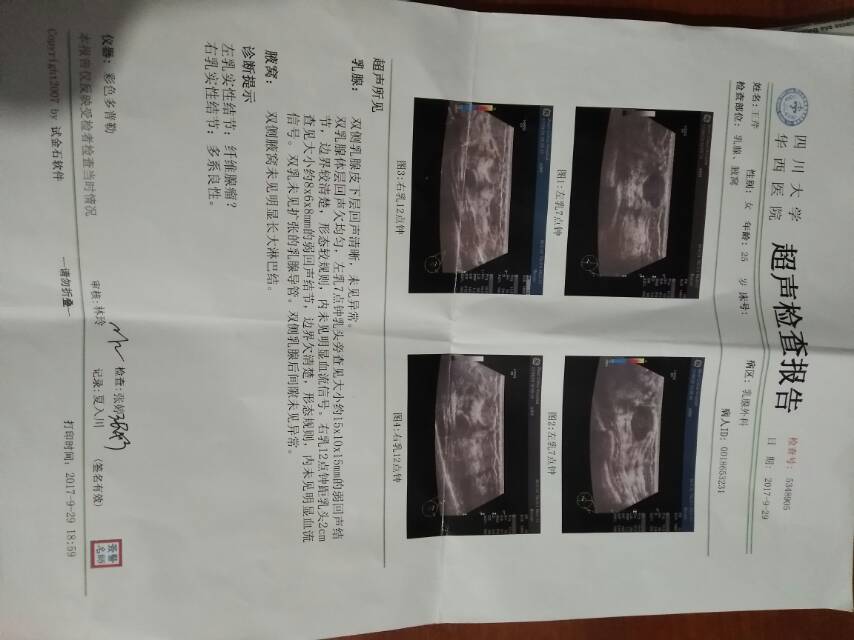 四川大学
华西医院
超声检查报告
检查号: 5348905
日 期: 2017-9-29
姓名:王芹 性别: 女 年龄: 25 岁 床号: 病区: 乳腺外科 病人ID: 0018653231
检查部位: 乳腺、腋窝
图1:左乳7点钟
图2:左乳7点钟
图3:右乳12点钟
图4:右乳12点钟
超声所见
乳腺: 双侧乳腺皮下层回声清晰，未见异常。
双乳腺体层回声欠均匀，左乳7点钟乳头旁查见大小约15x10x15mm的弱回声结
节，边界较清楚，形态较规则，内未见明显血流信号。右乳12点钟距乳头2cm
查见大小约8x6x8mm的弱回声结节，边界欠清楚，形态规则，内未见明显血流
信号。双乳未见扩张的乳腺导管。双侧乳腺后间隙未见异常。
腋窝: 双侧腋窝未见明显长大淋巴结。
诊断提示
左乳实性结节: 纤维腺瘤?
右乳实性结节: 多系良性。
审核:林玲 检查:张婷 记录:夏入川 (签名有效)
仪器: 彩色多普勒
本报告仅反映受检者检查当时情况 —请勿折叠— 打印时间: 2017-9-29 18:59
Copyright2007 by 试金石软件